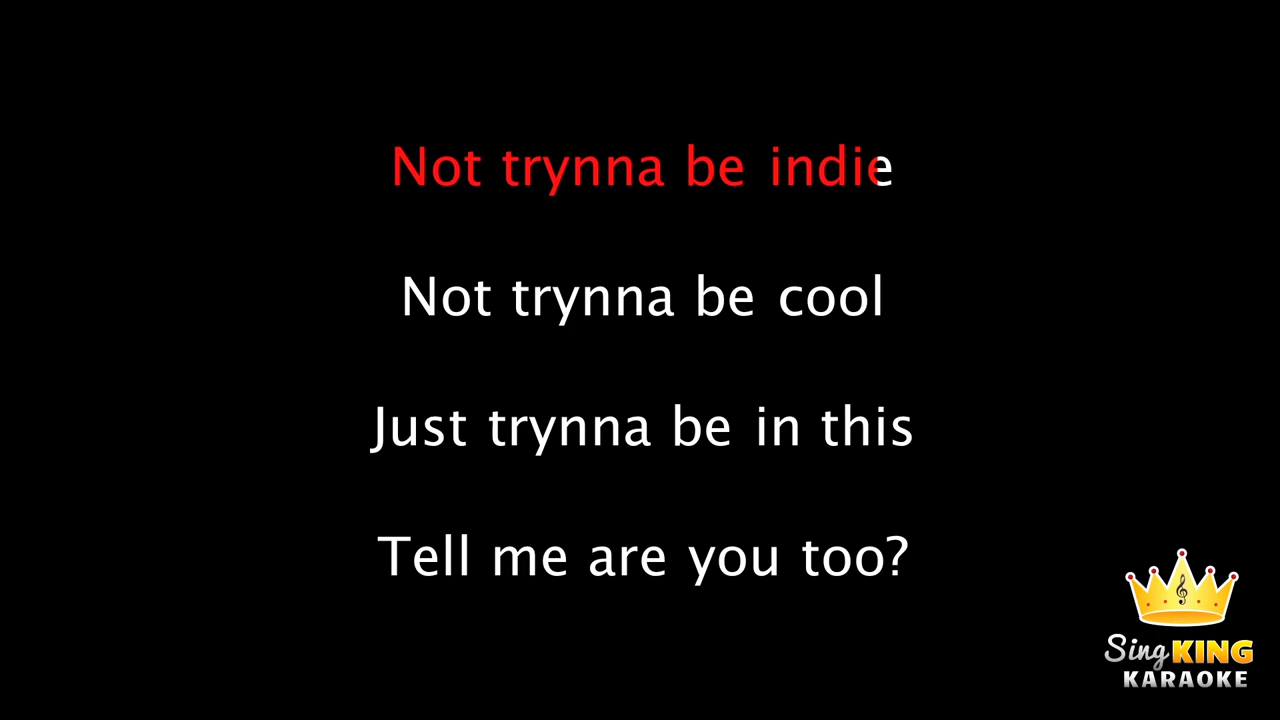 Not trynna be indie
Not trynna be cool
Just trynna be in this
Tell me are you too?
Sing KING
KARAOKE